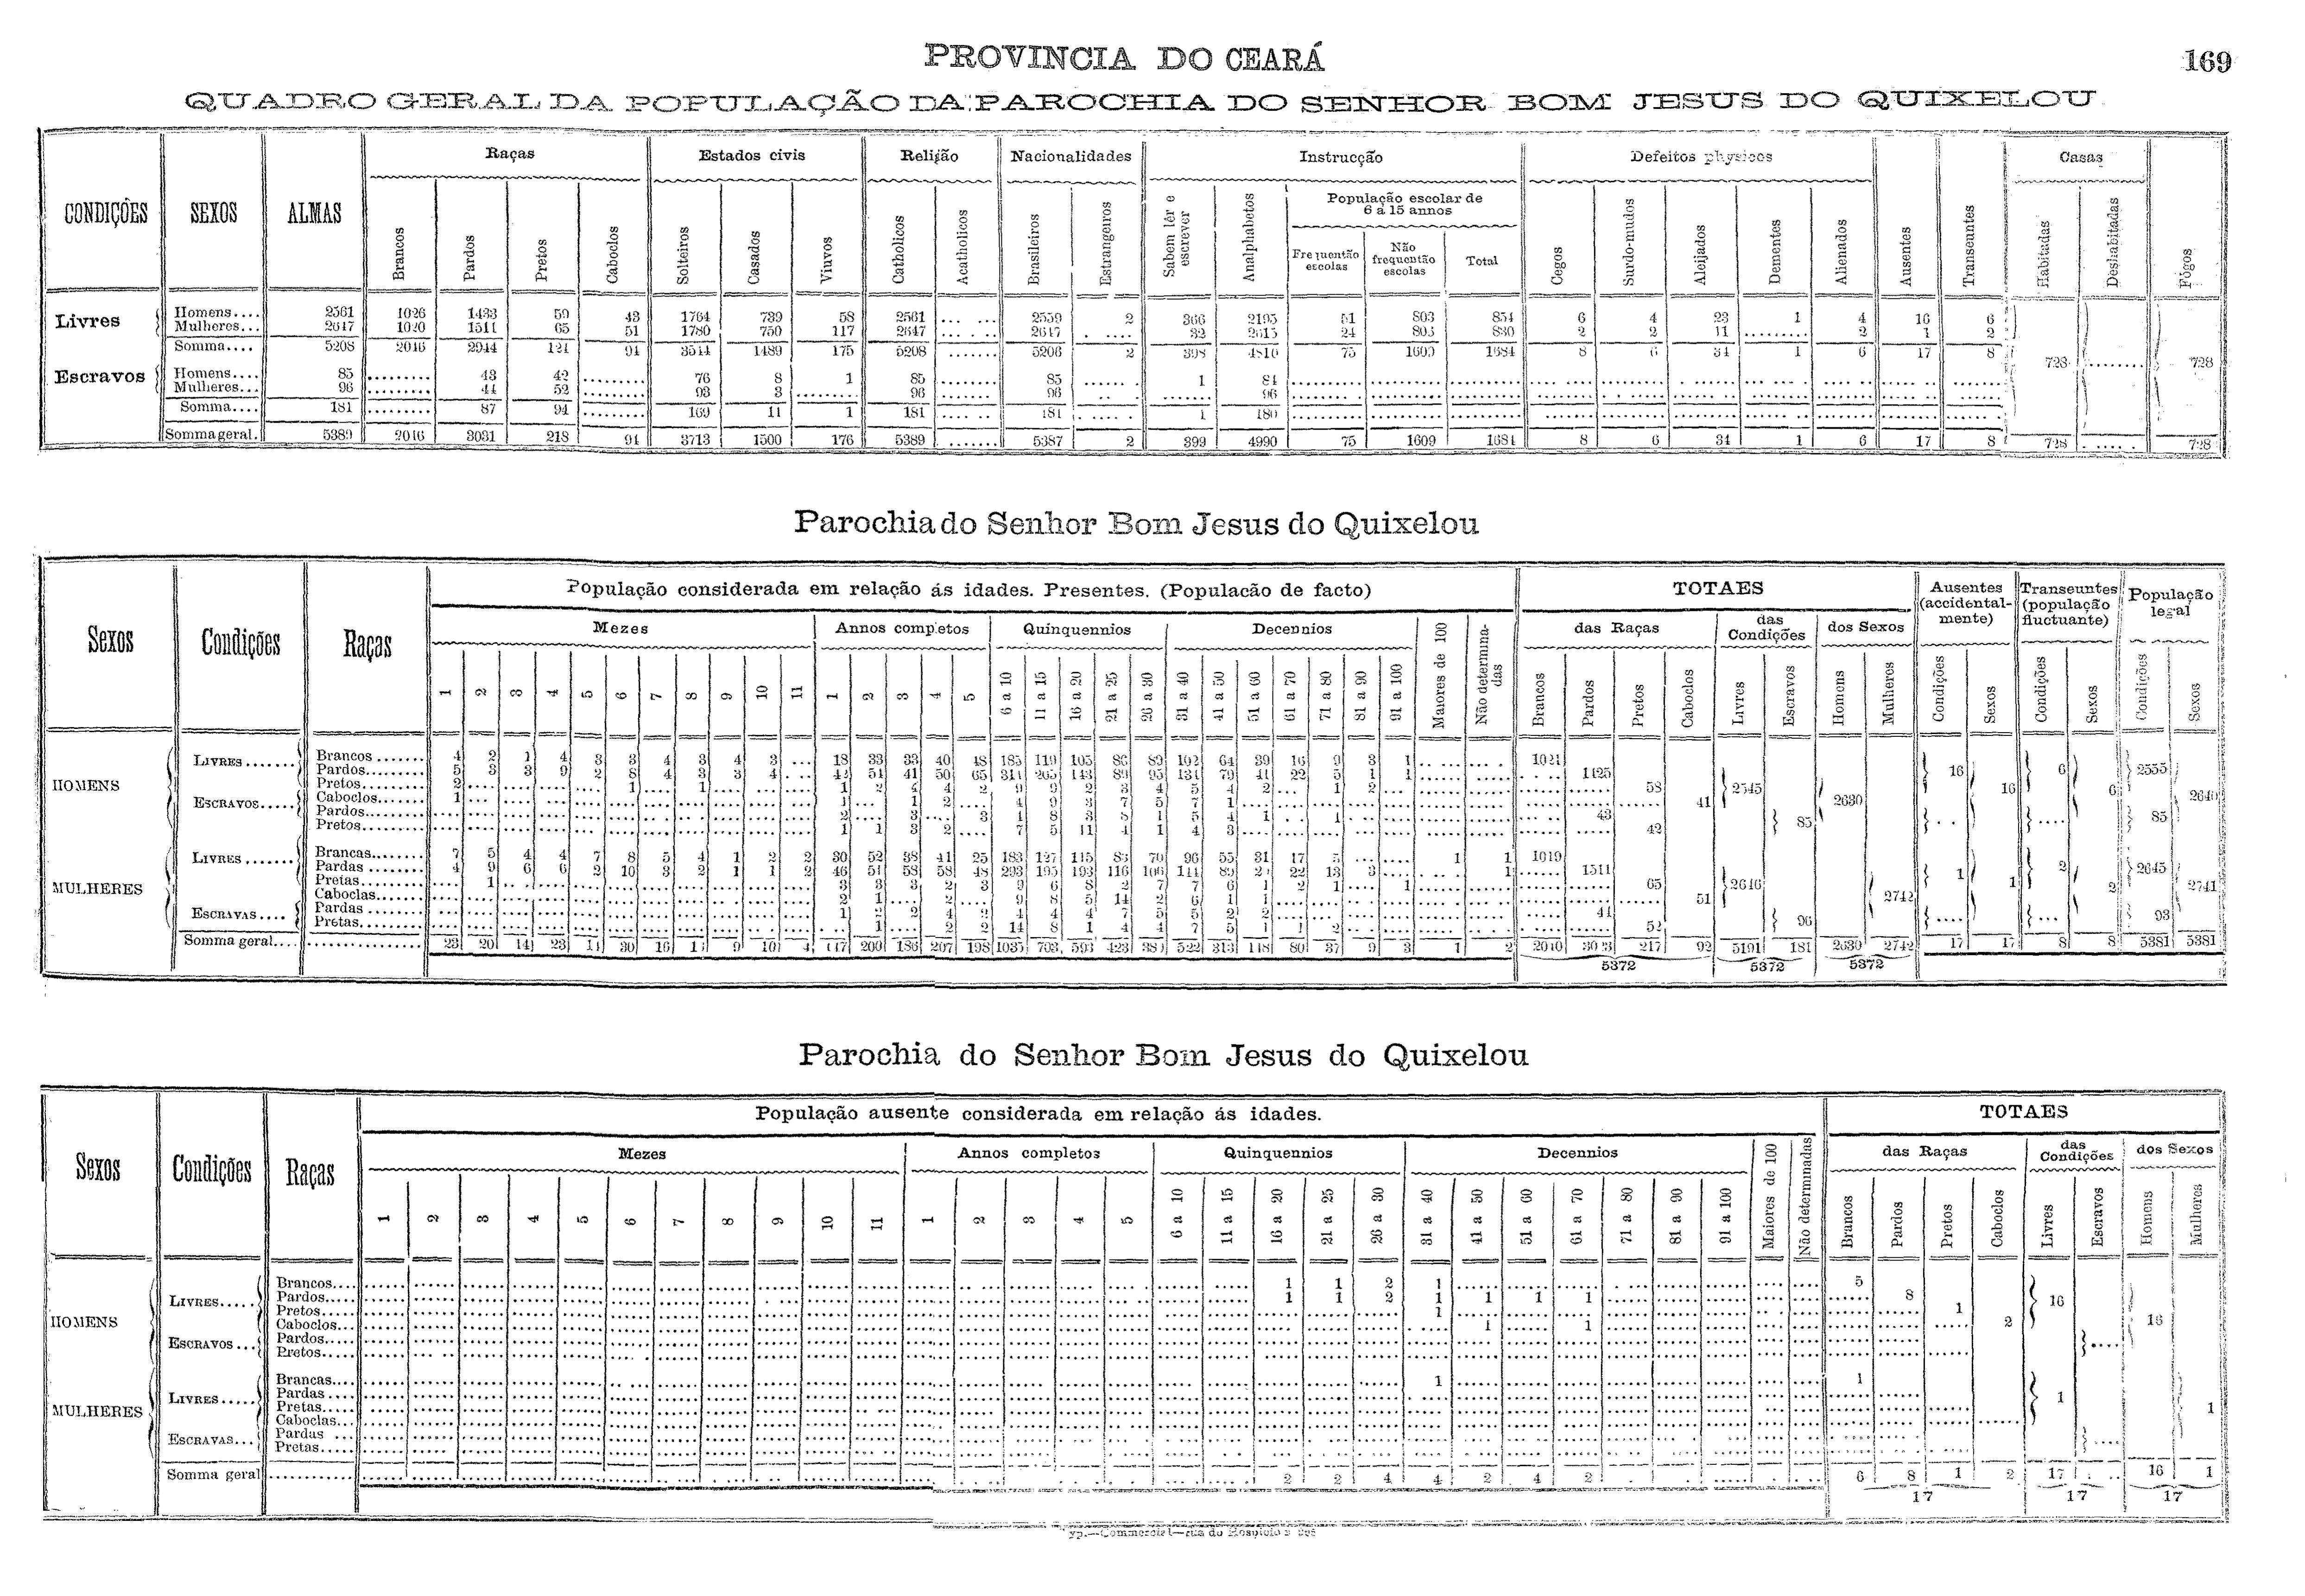 PROVINCIA DO CEARÁ
169
QUADRO GERAL DA POPULAÇÃO DA PAROCHIA DO SENHOR BOM JESUS DO QUIXELOU
CONDIÇÕES SEXOS ALMAS Raças Estados civis Religião Nacionalidades Instrucção Defeitos physicos Ausentes Transeuntes Casas Fógos
População escolar de 6 a 15 annos
Brancos Pardos Pretos Caboclos Solteiros Casados Viuvos Catholicos Acatholicos Brasileiros Estrangeiros Sabem lêr e escrever Analphabetos Frequentão escolas Não frequentão escolas Total Cegos Surdo-mudos Aleijados Dementes Alienados Habitadas Deshabitadas
Livres Homens.... 2561 1026 1433 59 43 1764 739 58 2561 2559 2 366 2195 51 803 854 6 4 23 1 4 16 6
Mulheres... 2647 1020 1511 65 51 1780 750 117 2647 2647 32 2615 24 806 830 2 2 11 2 1 2
Somma.... 5208 2046 2944 124 94 3544 1489 175 5208 5206 2 398 4810 75 1609 1684 8 6 34 1 6 17 8 728 728
Escravos Homens.... 85 43 42 76 8 1 85 85 1 84
Mulheres... 96 44 52 93 3 96 96 96
Somma.... 181 87 94 169 11 1 181 181 1 180
Somma geral. 5389 2046 3031 218 94 3713 1500 176 5389 5387 2 399 4990 75 1609 1684 8 6 34 1 6 17 8 728 728
Parochia do Senhor Bom Jesus do Quixelou
Sexos Condições Raças População considerada em relação ás idades. Presentes. (Populacão de facto) TOTAES Ausentes (accidentalmente) Transeuntes (população fluctuante) População legal
Mezes Annos completos Quinquennios Decennios Maiores de 100 Não determinadas das Raças das Condições dos Sexos
1 2 3 4 5 6 7 8 9 10 11 1 2 3 4 5 6 a 10 11 a 15 16 a 20 21 a 25 26 a 30 31 a 40 41 a 50 51 a 60 61 a 70 71 a 80 81 a 90 91 a 100 Brancos Pardos Pretos Caboclos Livres Escravos Homens Mulheres Condições Sexos Condições Sexos Condições Sexos
HOMENS LIVRES....... Brancos....... 4 2 1 4 3 3 4 3 4 3 ... 18 33 33 40 48 185 119 105 86 89 102 64 39 16 9 3 1 1021
Pardos........ 5 3 3 9 2 8 4 3 3 4 ... 42 51 41 50 65 311 265 143 89 95 134 79 41 22 5 1 1 1425 2545 16 6 2555
Pretos......... 2 1 1 1 2 4 4 2 9 9 2 3 4 5 4 2 1 2 58
Caboclos....... 1 1 1 2 4 9 3 7 5 7 1 41 2630 16 6 2640
ESCRAVOS..... Pardos......... 2 3 3 1 8 3 8 1 5 4 1 1 43 85 85
Pretos......... 1 1 3 2 7 5 11 4 1 4 3 42
MULHERES LIVRES....... Brancas........ 7 5 4 4 7 8 5 4 1 2 2 30 52 38 41 25 183 127 115 83 70 96 55 31 17 5 1 1 1019
Pardas........ 4 9 6 6 2 10 3 2 1 1 2 46 51 58 58 48 293 195 193 116 106 111 89 22 13 3 1 1511 2646 1 2 2645
Pretas......... 1 3 3 3 2 3 9 6 8 2 7 7 6 1 2 1 1 65
Caboclas....... 2 1 2 9 8 5 14 2 6 1 1 51 2742 1 2 2741
ESCRAVAS.... Pardas ........ 1 2 2 4 2 4 4 4 7 5 5 2 2 44 96 93
Pretas......... 1 2 2 14 8 1 4 4 7 5 1 1 2 52
Somma geral.... 23 20 14 23 14 30 16 13 9 10 4 147 200 186 207 198 1035 763 593 423 389 522 313 148 80 37 9 3 1 2 2040 3023 217 92 5191 181 2630 2742 17 17 8 8 5381 5381
5372 5372 5372
Parochia do Senhor Bom Jesus do Quixelou
Sexos Condições Raças População ausente considerada em relação ás idades. TOTAES
Mezes Annos completos Quinquennios Decennios Maiores de 100 Não determinadas das Raças das Condições dos Sexos
1 2 3 4 5 6 7 8 9 10 11 1 2 3 4 5 6 a 10 11 a 15 16 a 20 21 a 25 26 a 30 31 a 40 41 a 50 51 a 60 61 a 70 71 a 80 81 a 90 91 a 100 Brancos Pardos Pretos Caboclos Livres Escravos Homens Mulheres
HOMENS LIVRES..... Brancos.... 1 1 2 1 5
Pardos..... 1 1 2 1 1 1 1 8 16
Pretos..... 1 1
Caboclos... 1 1 2 16
ESCRAVOS... Pardos.....
Pretos.....
MULHERES LIVRES..... Brancas.... 1 1
Pardas.... 1
Pretas..... 1
Caboclas...
ESCRAVAS... Pardas ...
Pretas.....
Somma geral 2 2 4 4 2 4 2 6 8 1 2 17 16 1
17 17 17